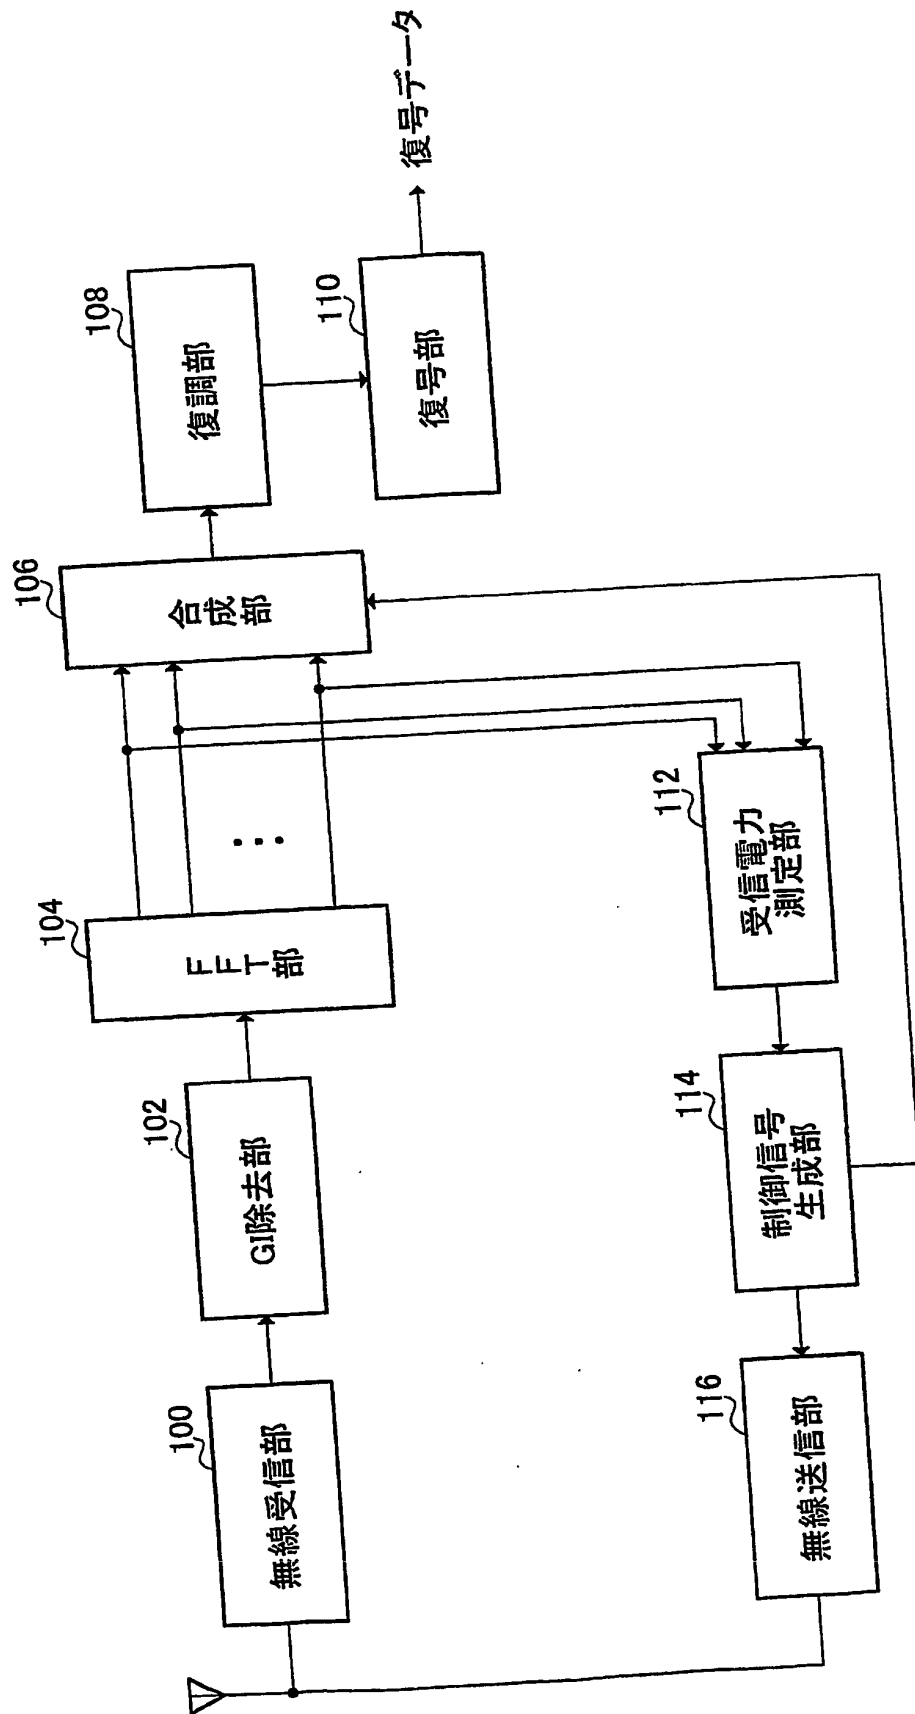 100
無線受信部
102
GI除去部
104
FFT部
106
合成部
108
復調部
110
復号部
復号データ
112
受信電力
測定部
114
制御信号
生成部
116
無線送信部